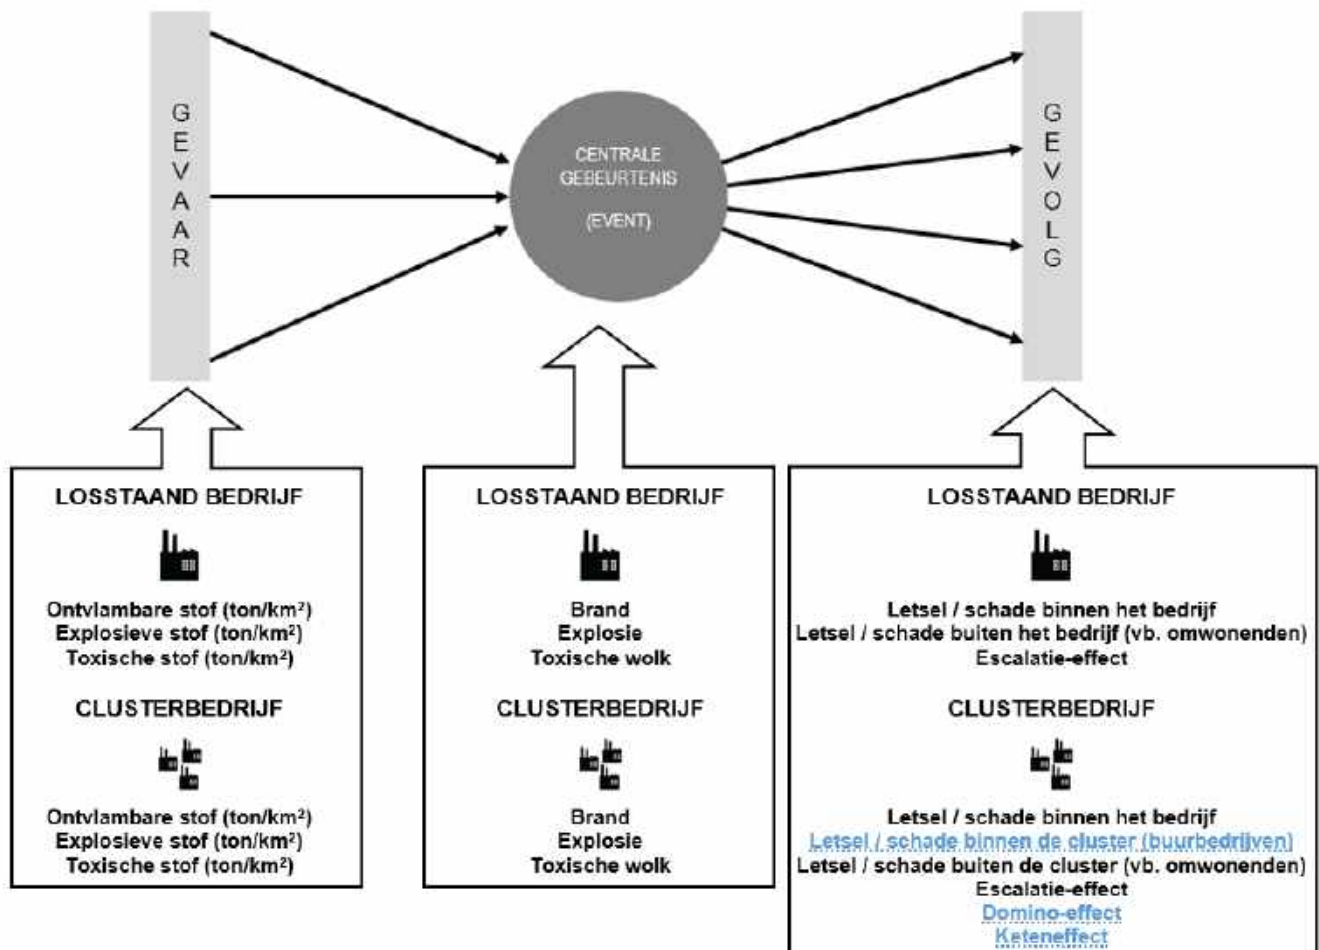 GEVAAR
CENTRALE
GEBEURTENIS
(EVENT)
GEVOLG
LOSSTAAND BEDRIJF
Ontvlambare stof (ton/km²)
Explosieve stof (ton/km²)
Toxische stof (ton/km²)
CLUSTERBEDRIJF
Ontvlambare stof (ton/km²)
Explosieve stof (ton/km²)
Toxische stof (ton/km²)
LOSSTAAND BEDRIJF
Brand
Explosie
Toxische wolk
CLUSTERBEDRIJF
Brand
Explosie
Toxische wolk
LOSSTAAND BEDRIJF
Letsel / schade binnen het bedrijf
Letsel / schade buiten het bedrijf (vb. omwonenden)
Escalatie-effect
CLUSTERBEDRIJF
Letsel / schade binnen het bedrijf
Letsel / schade binnen de cluster (buurbedrijven)
Letsel / schade buiten de cluster (vb. omwonenden)
Escalatie-effect
Domino-effect
Keteneffect